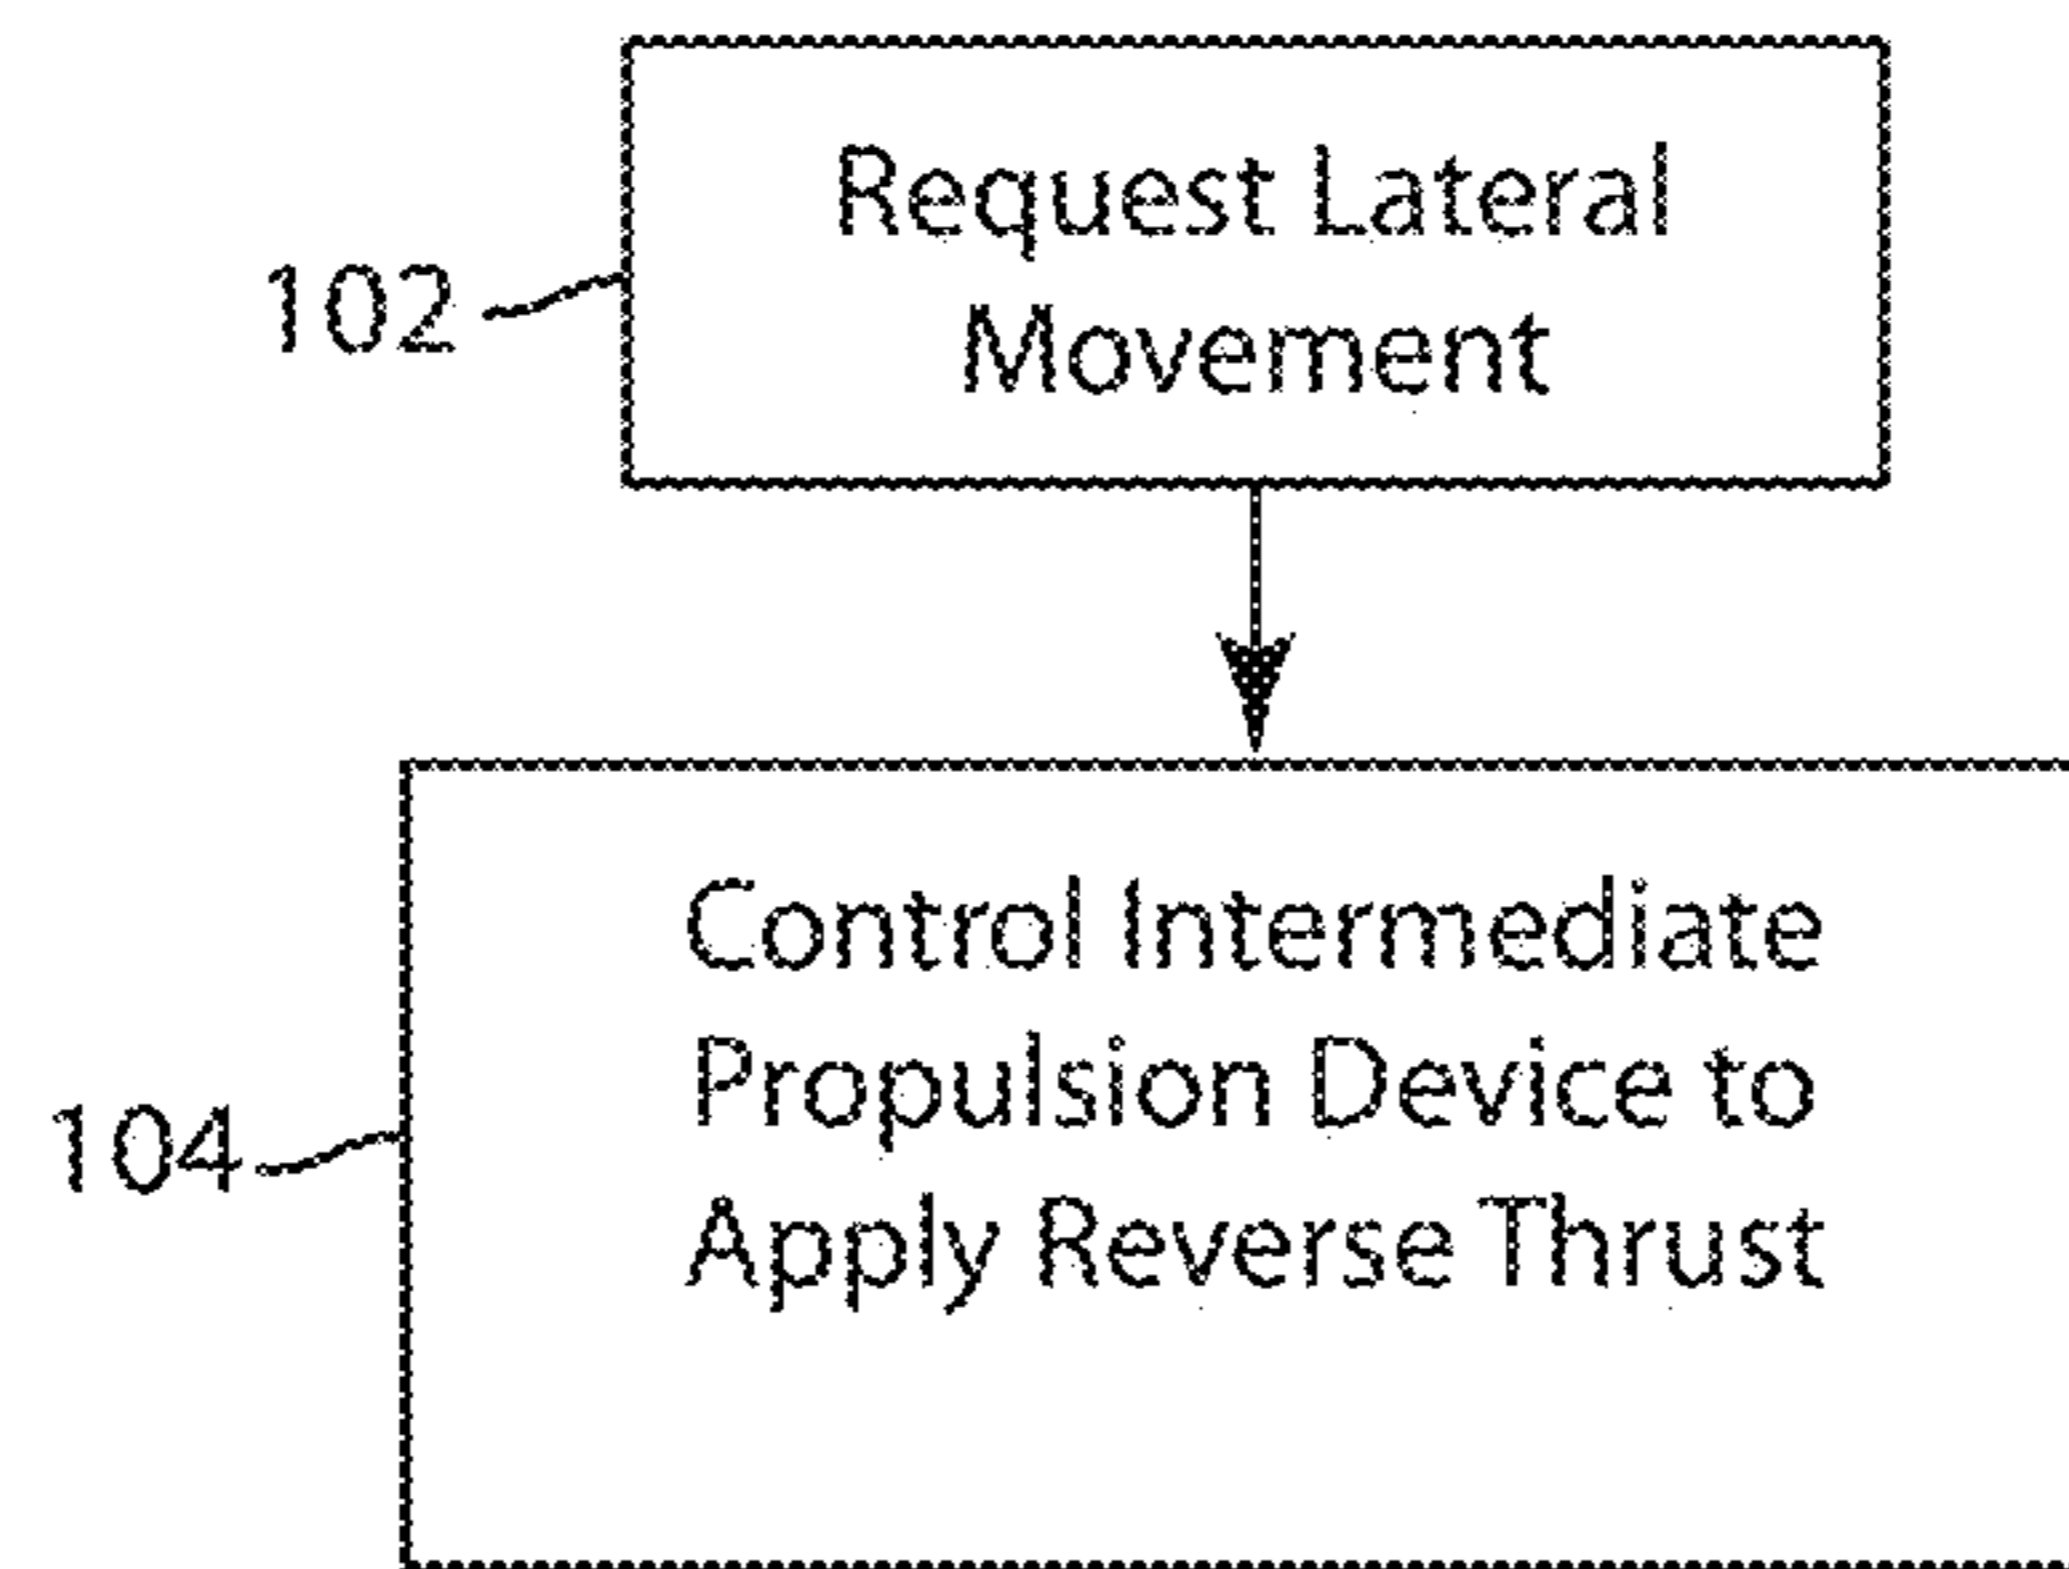 Request Lateral
Movement
102
Control Intermediate
Propulsion Device to
Apply Reverse Thrust
104